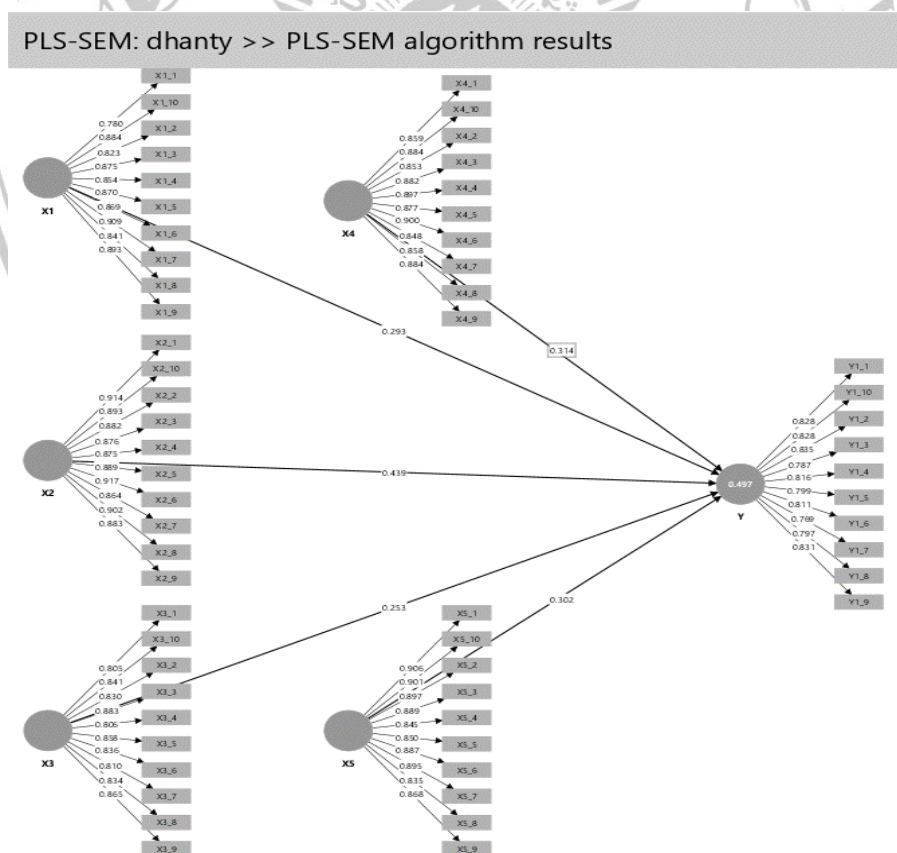 PLS-SEM: dhanty >> PLS-SEM algorithm results
X1_1
X1_10
X1_2
X1_3
X1_4
X1_5
X1_6
X1_7
X1_8
X1_9
0.780
0.884
0.823
0.875
0.854
0.870
0.869
0.909
0.841
0.893
X1
X4_1
X4_10
X4_2
X4_3
X4_4
X4_5
X4_6
X4_7
X4_8
X4_9
0.859
0.884
0.853
0.882
0.897
0.877
0.900
0.848
0.858
0.884
X4
0.293
0.314
X2_1
X2_10
X2_2
X2_3
X2_4
X2_5
X2_6
X2_7
X2_8
X2_9
0.914
0.893
0.882
0.876
0.875
0.889
0.917
0.864
0.902
0.883
X2
0.439
Y1_1
Y1_10
Y1_2
Y1_3
Y1_4
Y1_5
Y1_6
Y1_7
Y1_8
Y1_9
0.828
0.828
0.835
0.787
0.816
0.799
0.811
0.769
0.797
0.831
0.497
Y
0.253
0.302
X3_1
X3_10
X3_2
X3_3
X3_4
X3_5
X3_6
X3_7
X3_8
X3_9
0.805
0.841
0.830
0.883
0.806
0.858
0.836
0.810
0.834
0.865
X3
X5_1
X5_10
X5_2
X5_3
X5_4
X5_5
X5_6
X5_7
X5_8
X5_9
0.906
0.901
0.897
0.889
0.845
0.850
0.887
0.895
0.835
0.868
X5